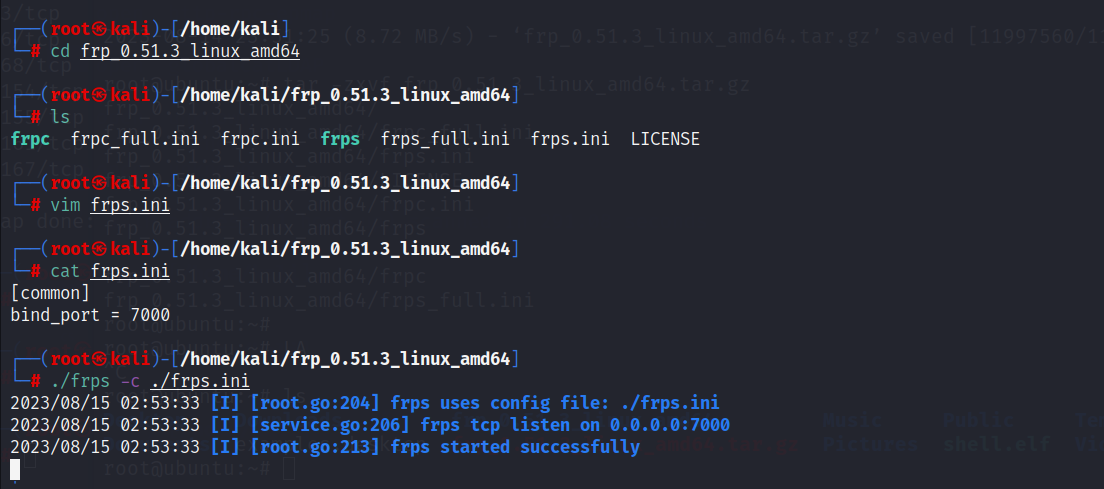 ┌──(root㉿kali)-[/home/kali]
└─# cd frp_0.51.3_linux_amd64
┌──(root㉿kali)-[/home/kali/frp_0.51.3_linux_amd64]
└─# ls
frpc  frpc_full.ini  frpc.ini  frps  frps_full.ini  frps.ini  LICENSE
┌──(root㉿kali)-[/home/kali/frp_0.51.3_linux_amd64]
└─# vim frps.ini
┌──(root㉿kali)-[/home/kali/frp_0.51.3_linux_amd64]
└─# cat frps.ini
[common]
bind_port = 7000
┌──(root㉿kali)-[/home/kali/frp_0.51.3_linux_amd64]
└─# ./frps -c ./frps.ini
2023/08/15 02:53:33 [I] [root.go:204] frps uses config file: ./frps.ini
2023/08/15 02:53:33 [I] [service.go:206] frps tcp listen on 0.0.0.0:7000
2023/08/15 02:53:33 [I] [root.go:213] frps started successfully